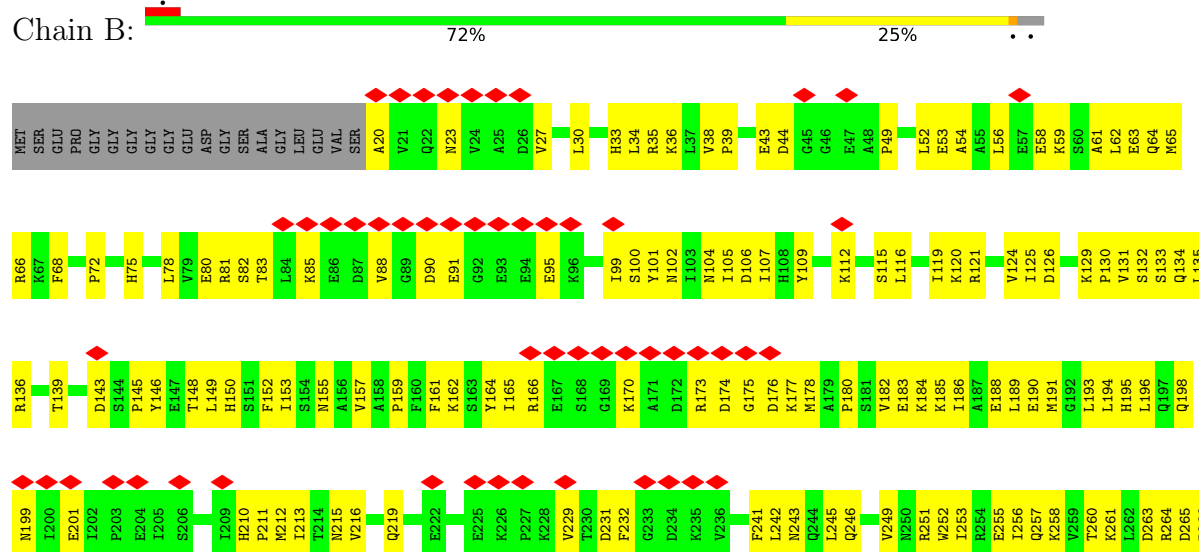 Chain B:
72%
25%
MET SER GLU PRO GLY GLY GLY GLY GLY GLU ASP GLY SER ALA GLY LEU GLU VAL SER A20 V21 Q22 N23 V24 A25 D26 V27 L30 H33 L34 R35 K36 L37 V38 P39 E43 D44 G45 G46 E47 A48 P49 L52 E53 A54 A55 L56 E57 E58 K59 S60 A61 L62 E63 Q64 M65
R66 K67 F68 P72 H75 L78 V79 E80 R81 S82 T83 L84 K85 E86 D87 V88 G89 D90 E91 G92 E93 E94 E95 K96 I99 S100 Y101 N102 I103 N104 I105 D106 I107 H108 Y109 K112 S115 L116 I119 K120 R121 V124 I125 D126 K129 P130 V131 S132 S133 Q134 L135
R136 T139 D143 S144 P145 Y146 E147 T148 L149 H150 S151 F152 I153 S154 N155 A156 V157 A158 P159 F160 F161 K162 S163 Y164 I165 R166 E167 S168 G169 K170 A171 D172 R173 D174 G175 D176 K177 M178 A179 P180 S181 V182 E183 K184 K185 I186 A187 E188 L189 E190 M191 G192 L193 L194 H195 L196 Q197 Q198
N199 I200 E201 I202 P203 E204 I205 S206 I209 H210 P211 M212 I213 T214 N215 V216 Q219 E222 E225 K226 P227 K228 V229 T230 D231 F232 G233 D234 K235 V236 F241 L242 N243 Q244 L245 Q246 V249 N250 R251 W252 I253 R254 E255 I256 Q257 K258 V259 T260 K261 L262 D263 R264 D265